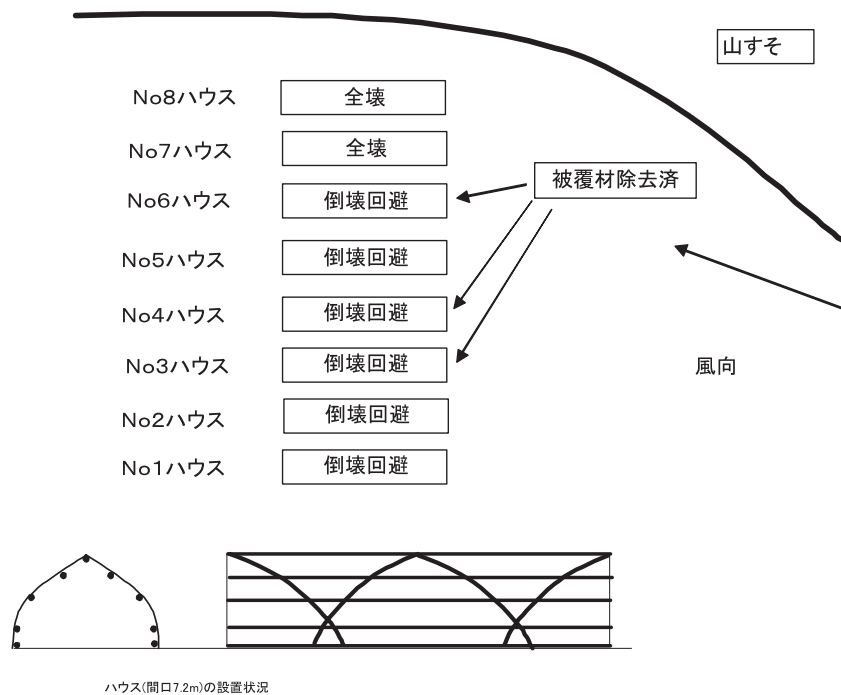 山すそ
No8ハウス 全壊
No7ハウス 全壊
被覆材除去済
No6ハウス 倒壊回避
No5ハウス 倒壊回避
No4ハウス 倒壊回避
No3ハウス 倒壊回避
風向
No2ハウス 倒壊回避
No1ハウス 倒壊回避
ハウス(間口7.2m)の設置状況